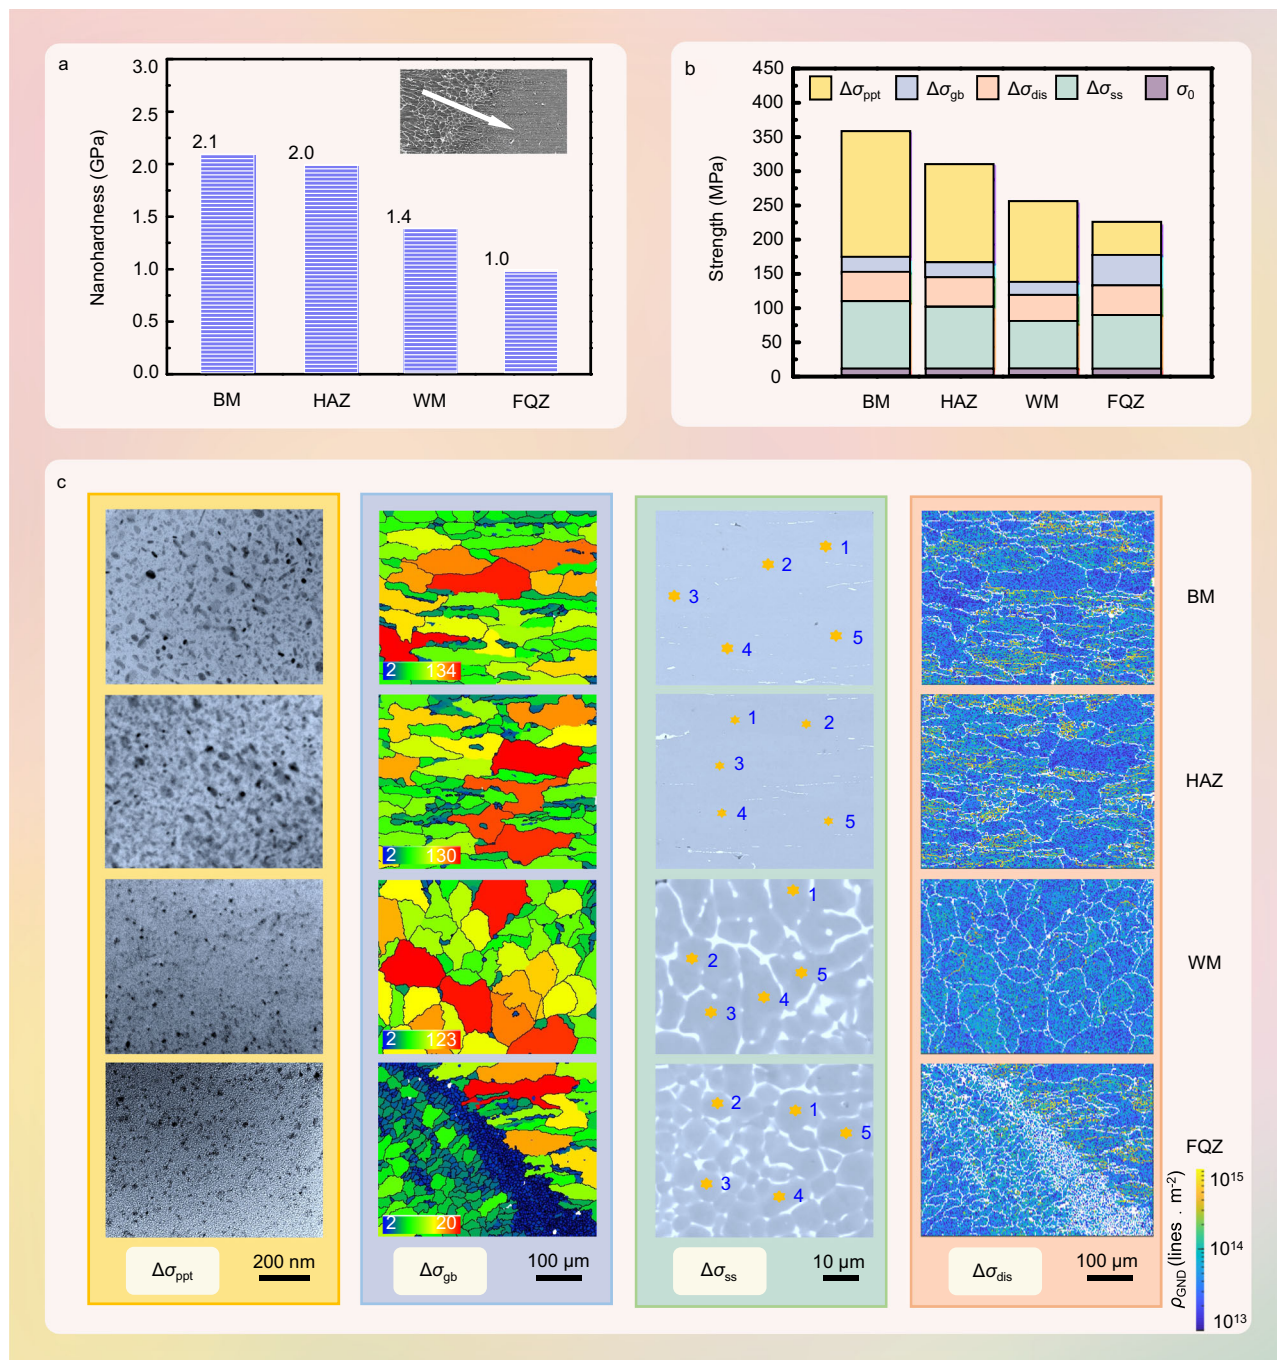 a
Nanohardness (GPa)
3.0
2.5
2.0
1.5
1.0
0.5
0.0
2.1
2.0
1.4
1.0
BM HAZ WM FQZ
b
Strength (MPa)
450
400
350
300
250
200
150
100
50
0
Δσppt Δσgb Δσdis Δσss σ0
BM HAZ WM FQZ
c
2 134
1
2
3
4
5
BM
2 130
1
2
3
4
5
HAZ
2 123
1
2
3
4
5
WM
2 20
1
2
3
4
5
FQZ
ρGND (lines . m-2)
10¹⁵
10¹⁴
10¹³
Δσppt 200 nm
Δσgb 100 μm
Δσss 10 μm
Δσdis 100 μm